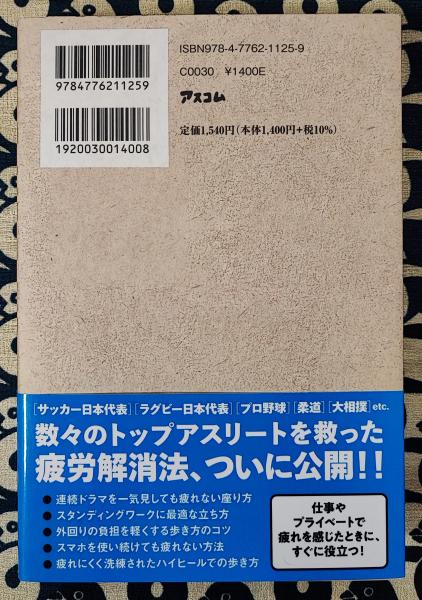 ISBN978-4-7762-1125-9
C0030 ¥1400E
アスコム
定価1,540円(本体1,400円+税10%)
9784776211259
1920030014008
[サッカー日本代表][ラグビー日本代表][プロ野球][柔道][大相撲]etc.
数々のトップアスリートを救った
疲労解消法、ついに公開!!
●連続ドラマを一気見しても疲れない座り方
●スタンディングワークに最適な立ち方
●外回りの負担を軽くする歩き方のコツ
●スマホを使い続けても疲れない方法
●疲れにくく洗練されたハイヒールでの歩き方
仕事や
プライベートで
疲れを感じたときに、
すぐに役立つ!